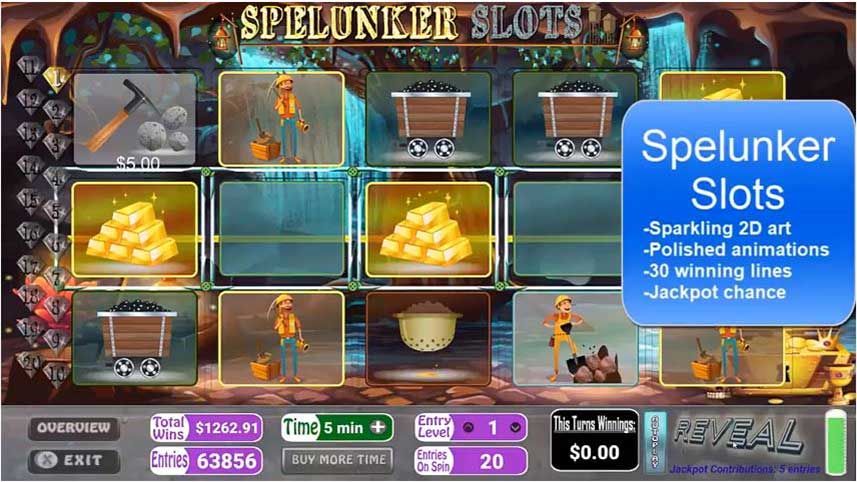 SPELUNKER SLOTS
11
1
12
2
13
3
14
4
15
5
16
6
17
7
18
8
19
9
20
10
$5.00
Spelunker
Slots
-Sparkling 2D art
-Polished animations
-30 winning lines
-Jackpot chance
OVERVIEW
EXIT
Total
Wins
$1262.91
Entries
63856
Time
5 min
BUY MORE TIME
Entry
Level
1
Entries
On Spin
20
This Turns Winnings:
$0.00
AUTOPLAY
REVEAL
Jackpot Contributions: 5 entries